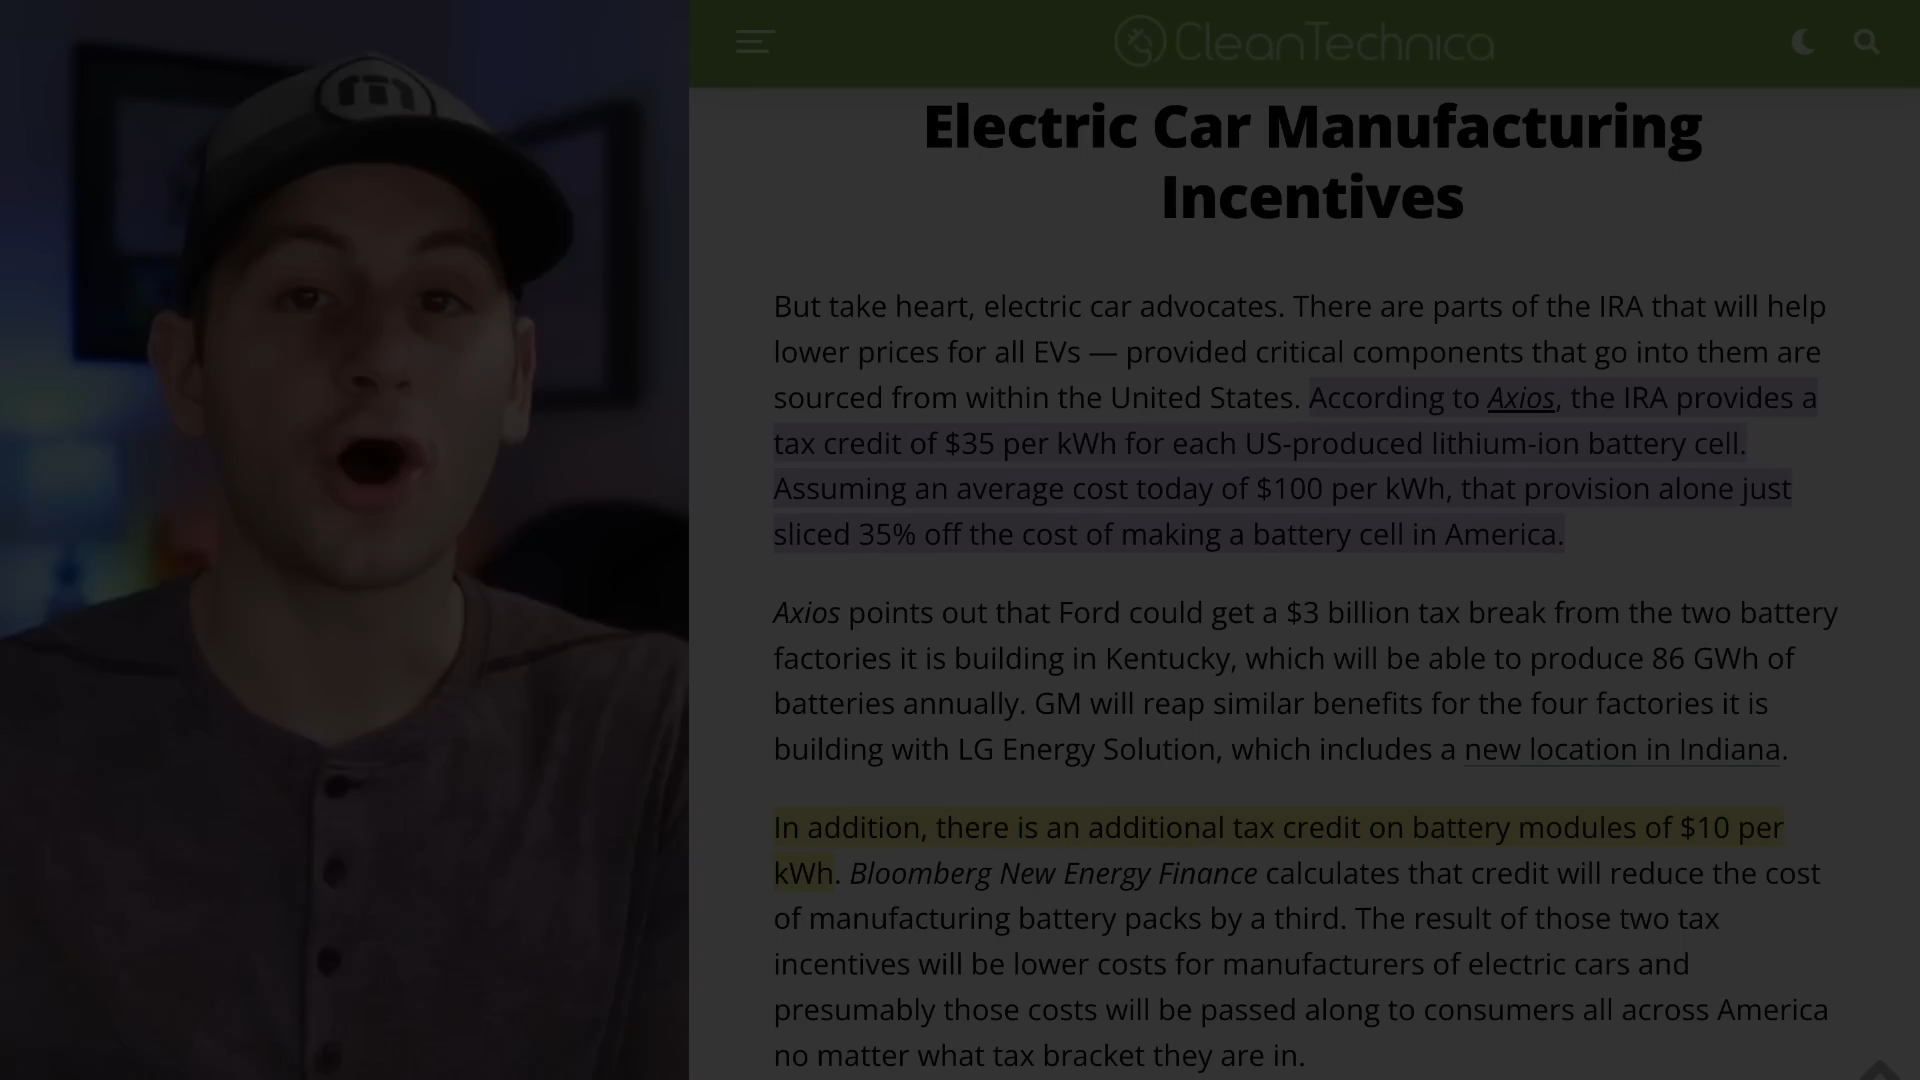 CleanTechnica
Electric Car Manufacturing
Incentives
But take heart, electric car advocates. There are parts of the IRA that will help
lower prices for all EVs — provided critical components that go into them are
sourced from within the United States. According to Axios, the IRA provides a
tax credit of $35 per kWh for each US-produced lithium-ion battery cell.
Assuming an average cost today of $100 per kWh, that provision alone just
sliced 35% off the cost of making a battery cell in America.
Axios points out that Ford could get a $3 billion tax break from the two battery
factories it is building in Kentucky, which will be able to produce 86 GWh of
batteries annually. GM will reap similar benefits for the four factories it is
building with LG Energy Solution, which includes a new location in Indiana.
In addition, there is an additional tax credit on battery modules of $10 per
kWh. Bloomberg New Energy Finance calculates that credit will reduce the cost
of manufacturing battery packs by a third. The result of those two tax
incentives will be lower costs for manufacturers of electric cars and
presumably those costs will be passed along to consumers all across America
no matter what tax bracket they are in.